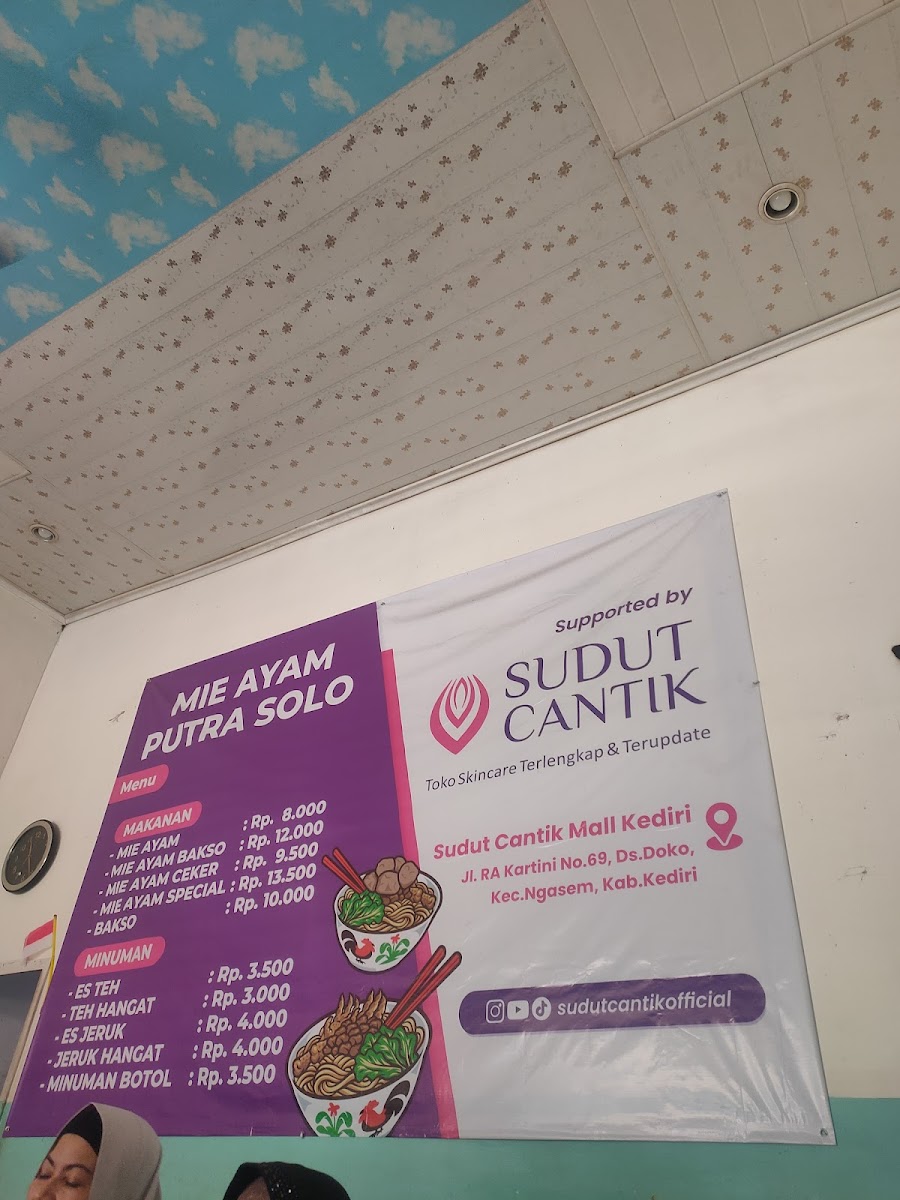 MIE AYAM
PUTRA SOLO
Menu
MAKANAN
- MIE AYAM : Rp. 8.000
- MIE AYAM BAKSO : Rp. 12.000
- MIE AYAM CEKER : Rp. 9.500
- MIE AYAM SPECIAL : Rp. 13.500
- BAKSO : Rp. 10.000
MINUMAN
- ES TEH : Rp. 3.500
- TEH HANGAT : Rp. 3.000
- ES JERUK : Rp. 4.000
- JERUK HANGAT : Rp. 4.000
- MINUMAN BOTOL : Rp. 3.500
Supported by
SUDUT
CANTIK
Toko Skincare Terlengkap & Terupdate
Sudut Cantik Mall Kediri
Jl. RA Kartini No.69, Ds.Doko,
Kec.Ngasem, Kab.Kediri
sudutcantikofficial